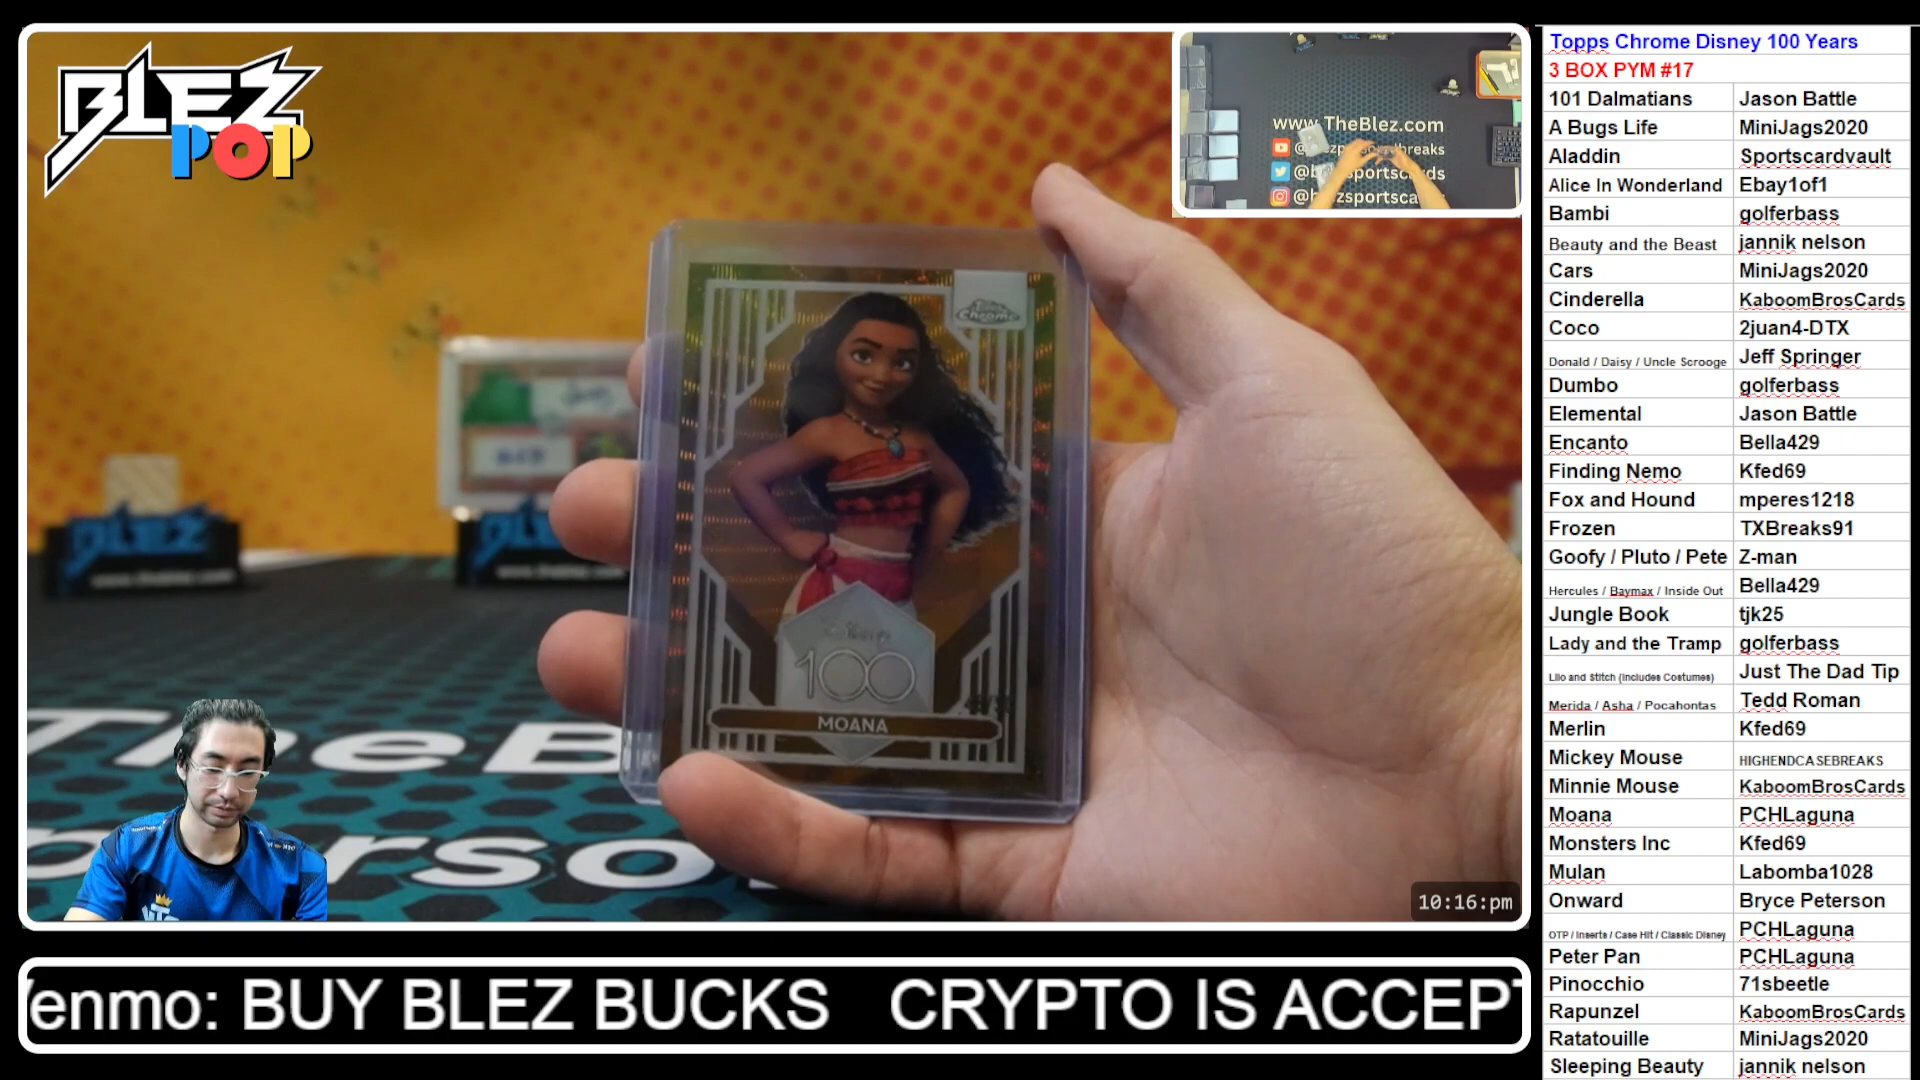 BLEZ
POP
www.TheBlez.com
Topps
Chrome
Disney
100
MOANA
10:16:pm
enmo: BUY BLEZ BUCKS CRYPTO IS ACCEPT
Topps Chrome Disney 100 Years
3 BOX PYM #17
101 Dalmatians Jason Battle
A Bugs Life MiniJags2020
Aladdin Sportscardvault
Alice In Wonderland Ebay1of1
Bambi golferbass
Beauty and the Beast jannik nelson
Cars MiniJags2020
Cinderella KaboomBrosCards
Coco 2juan4-DTX
Donald / Daisy / Uncle Scrooge Jeff Springer
Dumbo golferbass
Elemental Jason Battle
Encanto Bella429
Finding Nemo Kfed69
Fox and Hound mperes1218
Frozen TXBreaks91
Goofy / Pluto / Pete Z-man
Hercules / Baymax / Inside Out Bella429
Jungle Book tjk25
Lady and the Tramp golferbass
Lilo and Stitch (Includes Costumes) Just The Dad Tip
Merida / Asha / Pocahontas Tedd Roman
Merlin Kfed69
Mickey Mouse HIGHENDCASEBREAKS
Minnie Mouse KaboomBrosCards
Moana PCHLaguna
Monsters Inc Kfed69
Mulan Labomba1028
Onward Bryce Peterson
OTP / Inserts / Case Hit / Classic Disney PCHLaguna
Peter Pan PCHLaguna
Pinocchio 71sbeetle
Rapunzel KaboomBrosCards
Ratatouille MiniJags2020
Sleeping Beauty jannik nelson